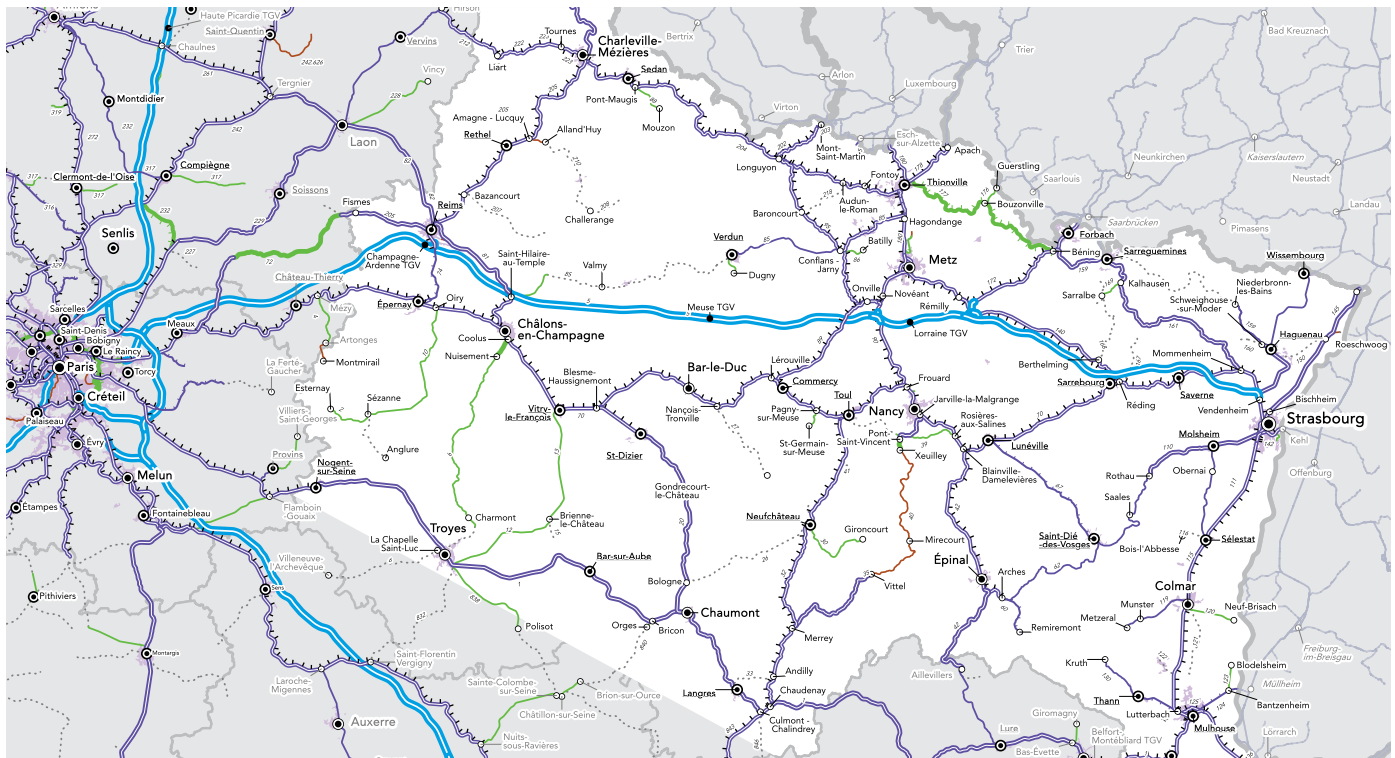 Amiens
Haute Picardie TGV
Saint-Quentin
Chaulnes
Hirson
Vervins
Tergnier
Vincy
Montdidier
Laon
Compiègne
Clermont-de-l'Oise
Soissons
Senlis
Fismes
Tournes
Charleville-
Mézières
Liart
Sedan
Pont-Maugis
Mouzon
Amagne - Lucquy
Rethel
Alland'Huy
Bazancourt
Challerange
Reims
Champagne-
Ardenne TGV
Saint-Hilaire-
au-Temple
Valmy
Verdun
Dugny
Bertrix
Arlon
Virton
Luxembourg
Trier
Bad Kreuznach
Esch-
sur-Alzette
Mont-
Saint-Martin
Longuyon
Apach
Fontoy
Thionville
Audun-
le-Roman
Baroncourt
Hagondange
Batilly
Conflans -
Jarny
Metz
Guerstling
Bouzonville
Neunkirchen
Kaiserslautern
Neustadt
Saarlouis
Saarbrücken
Landau
Pirmasens
Forbach
Béning
Sarreguemines
Wissembourg
Kalhausen
Sarralbe
Niederbronn-
les-Bains
Schweighouse
-sur-Moder
Haguenau
Roeschwoog
Mommenheim
Onville
Novéant
Rémilly
Lorraine TGV
Meuse TGV
Château-Thierry
Mézy
Épernay
Oiry
Châlons-
en-Champagne
Coolus
Nuisement
Artonges
Montmirail
La Ferté-
Gaucher
Esternay
Sézanne
Villiers-
Saint-Georges
Anglure
Provins
Sarcelles
Saint-Denis
Bobigny
Le Raincy
Meaux
Paris
Torcy
Créteil
Palaiseau
Évry
Melun
Étampes
Fontainebleau
Flamboin
-Gouaix
Nogent-
sur-Seine
Blesme-
Haussignemont
Vitry-
le-François
St-Dizier
Bar-le-Duc
Nançois-
Tronville
Lérouville
Commercy
Pagny-
sur-Meuse
St-Germain-
sur-Meuse
Toul
Frouard
Nancy
Jarville-la-Malgrange
Pont-
Saint-Vincent
Xeuilley
Rosières-
aux-Salines
Lunéville
Blainville-
Damelevières
Berthelming
Sarrebourg
Réding
Saverne
Vendenheim
Bischheim
Strasbourg
Kehl
Offenburg
Molsheim
Obernai
Rothau
Saales
Gondrecourt-
le-Château
Neufchâteau
Gironcourt
Mirecourt
Vittel
Saint-Dié
-des-Vosges
Bois-l'Abbesse
Sélestat
Épinal
Arches
Remiremont
Colmar
Munster
Metzeral
Neuf-Brisach
Freiburg-
im-Breisgau
Kruth
Thann
Lutterbach
Mulhouse
Blodelsheim
Bantzenheim
Müllheim
Lörrach
Charmont
Brienne-
le-Château
Troyes
La Chapelle
Saint-Luc
Bar-sur-Aube
Polisot
Bologne
Chaumont
Orges
Bricon
Merrey
Andilly
Langres
Chaudenay
Culmont -
Chalindrey
Aillevillers
Lure
Giromagny
Bas-Évette
Belfort-
Montbéliard TGV
Villeneuve-
l'Archevêque
Sens
Pithiviers
Montargis
Saint-Florentin
Vergigny
Laroche-
Migennes
Auxerre
Sainte-Colombe-
sur-Seine
Châtillon-sur-Seine
Brion-sur-Ource
Nuits-
sous-Ravières